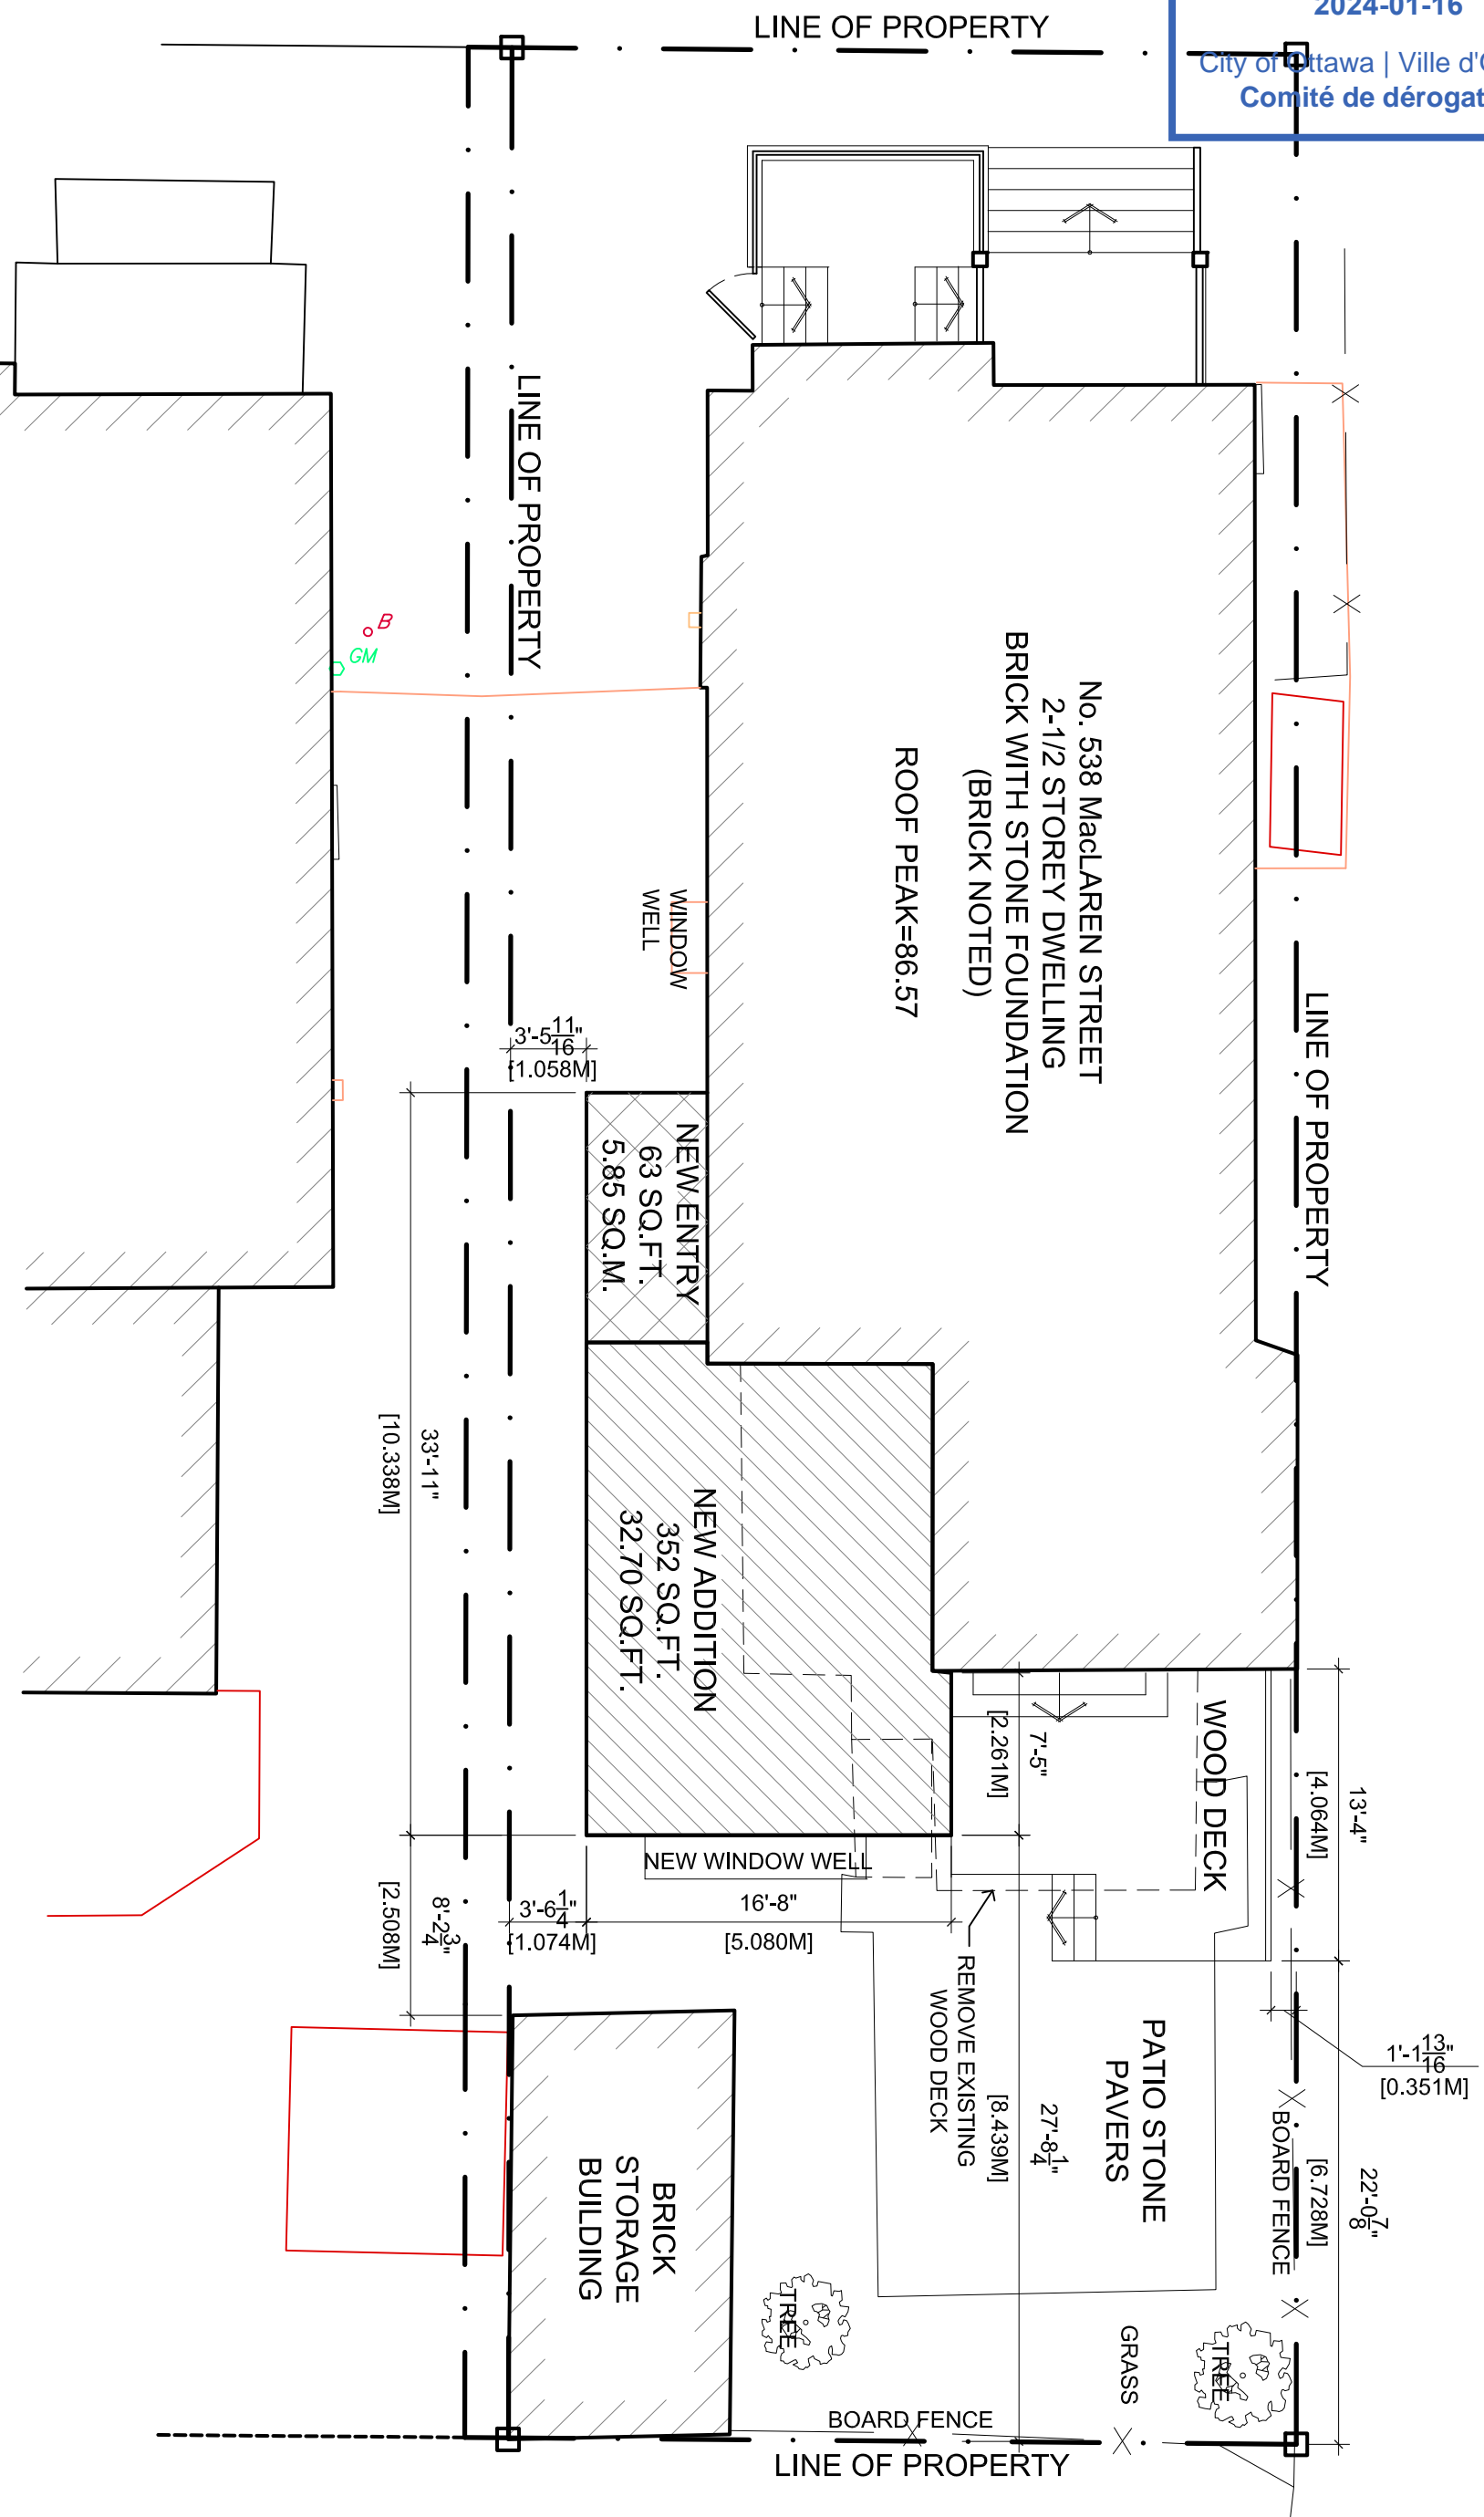 LINE OF PROPERTY
2024-01-16
City of Ottawa | Ville d'
Comité de dérogat
LINE OF PROPERTY
B
GM
No. 538 MacLAREN STREET
2-1/2 STOREY DWELLING
BRICK WITH STONE FOUNDATION
(BRICK NOTED)
ROOF PEAK=86.57
WINDOW
WELL
LINE OF PROPERTY
3'-5 11/16"
[1.058M]
NEW ENTRY
63 SQ.FT.
5.85 SQ.M.
33'-11"
[10.338M]
NEW ADDITION
352 SQ.FT.
32.70 SQ.FT.
7'-5"
[2.261M]
WOOD DECK
13'-4"
[4.064M]
NEW WINDOW WELL
8'-2 3/4"
[2.508M]
3'-6 1/4"
[1.074M]
16'-8"
[5.080M]
REMOVE EXISTING
WOOD DECK
1'-1 13/16"
[0.351M]
PATIO STONE
PAVERS
27'-8 1/4"
[8.439M]
BOARD FENCE
22'-0 7/8"
[6.728M]
BRICK
STORAGE
BUILDING
TREE
GRASS
TREE
BOARD FENCE
LINE OF PROPERTY